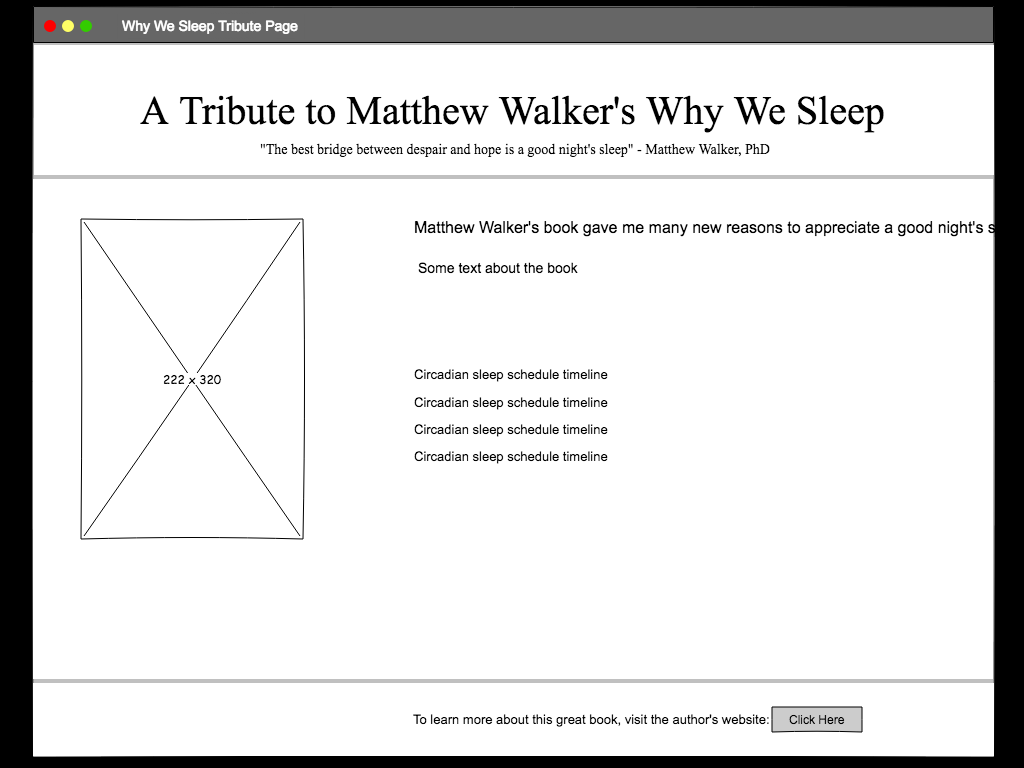 Why We Sleep Tribute Page
A Tribute to Matthew Walker's Why We Sleep
"The best bridge between despair and hope is a good night's sleep" - Matthew Walker, PhD
Matthew Walker's book gave me many new reasons to appreciate a good night's s
Some text about the book
222 x 320
Circadian sleep schedule timeline
Circadian sleep schedule timeline
Circadian sleep schedule timeline
Circadian sleep schedule timeline
To learn more about this great book, visit the author's website: Click Here